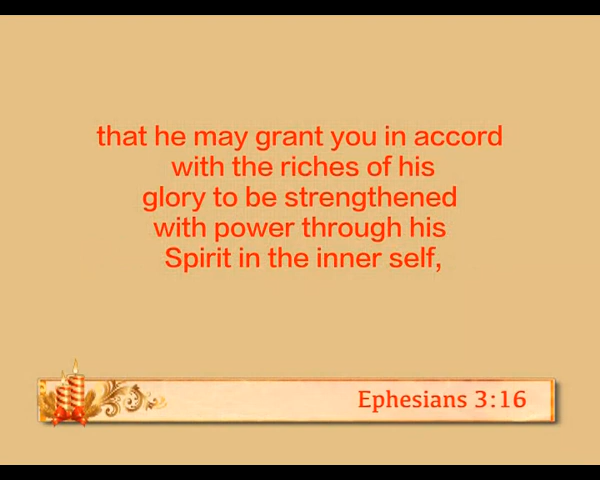 that he may grant you in accord
with the riches of his
glory to be strengthened
with power through his
Spirit in the inner self,
Ephesians 3:16